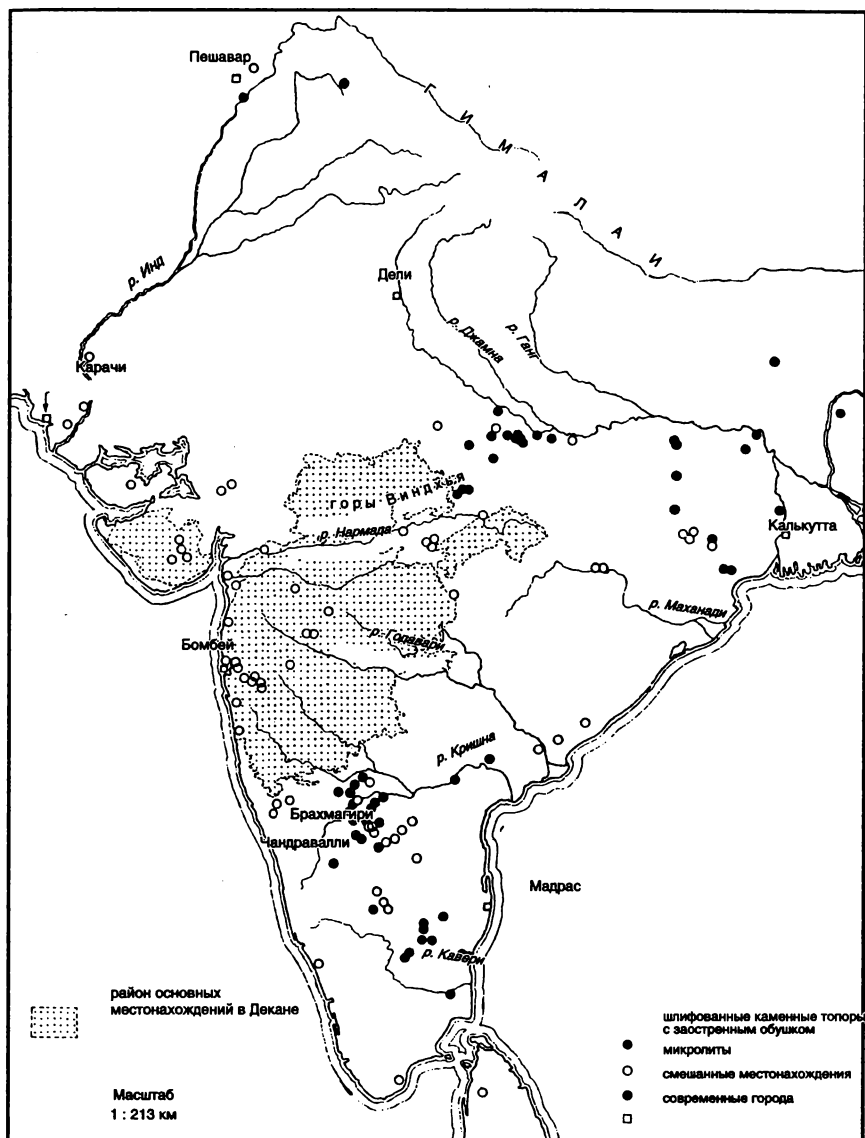 Пешавар
ГИМАЛАИ
р. Инд
Дели
р. Джамна
р. Ганг
Карачи
горы Виндхья
р. Нармада
Калькутта
р. Маханади
р. Годавари
Бомбей
р. Кришна
Брахмагири
Чандравалли
Мадрас
р. Кавери
район основных
местонахождений в Декане
шлифованные каменные топоры
с заостренным обушком
микролиты
смешанные местонахождения
современные города
Масштаб
1 : 213 км